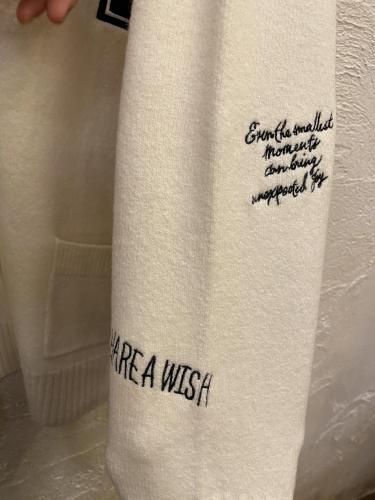 Even the smallest
moments
can bring
unexpected joy
HARE A WISH